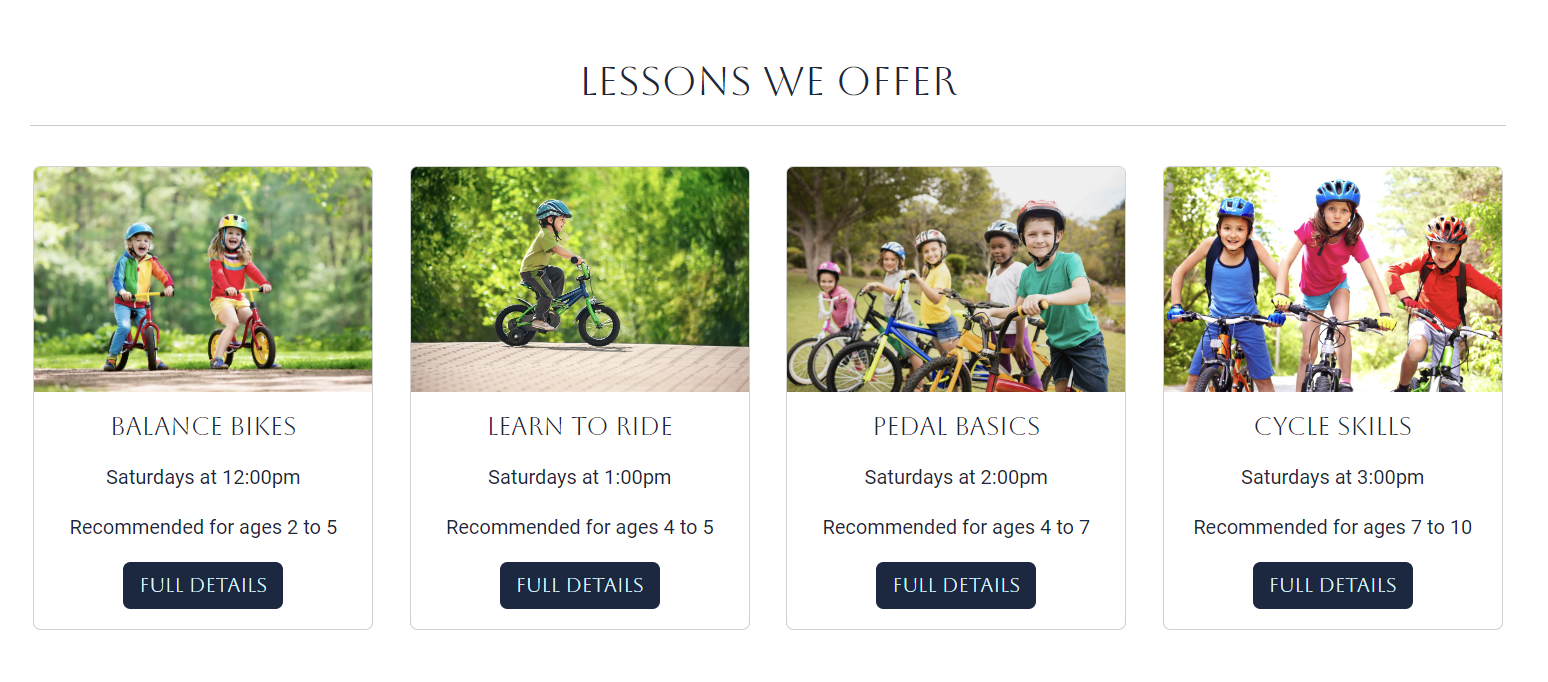 LESSONS WE OFFER
BALANCE BIKES
Saturdays at 12:00pm
Recommended for ages 2 to 5
FULL DETAILS
LEARN TO RIDE
Saturdays at 1:00pm
Recommended for ages 4 to 5
FULL DETAILS
PEDAL BASICS
Saturdays at 2:00pm
Recommended for ages 4 to 7
FULL DETAILS
CYCLE SKILLS
Saturdays at 3:00pm
Recommended for ages 7 to 10
FULL DETAILS